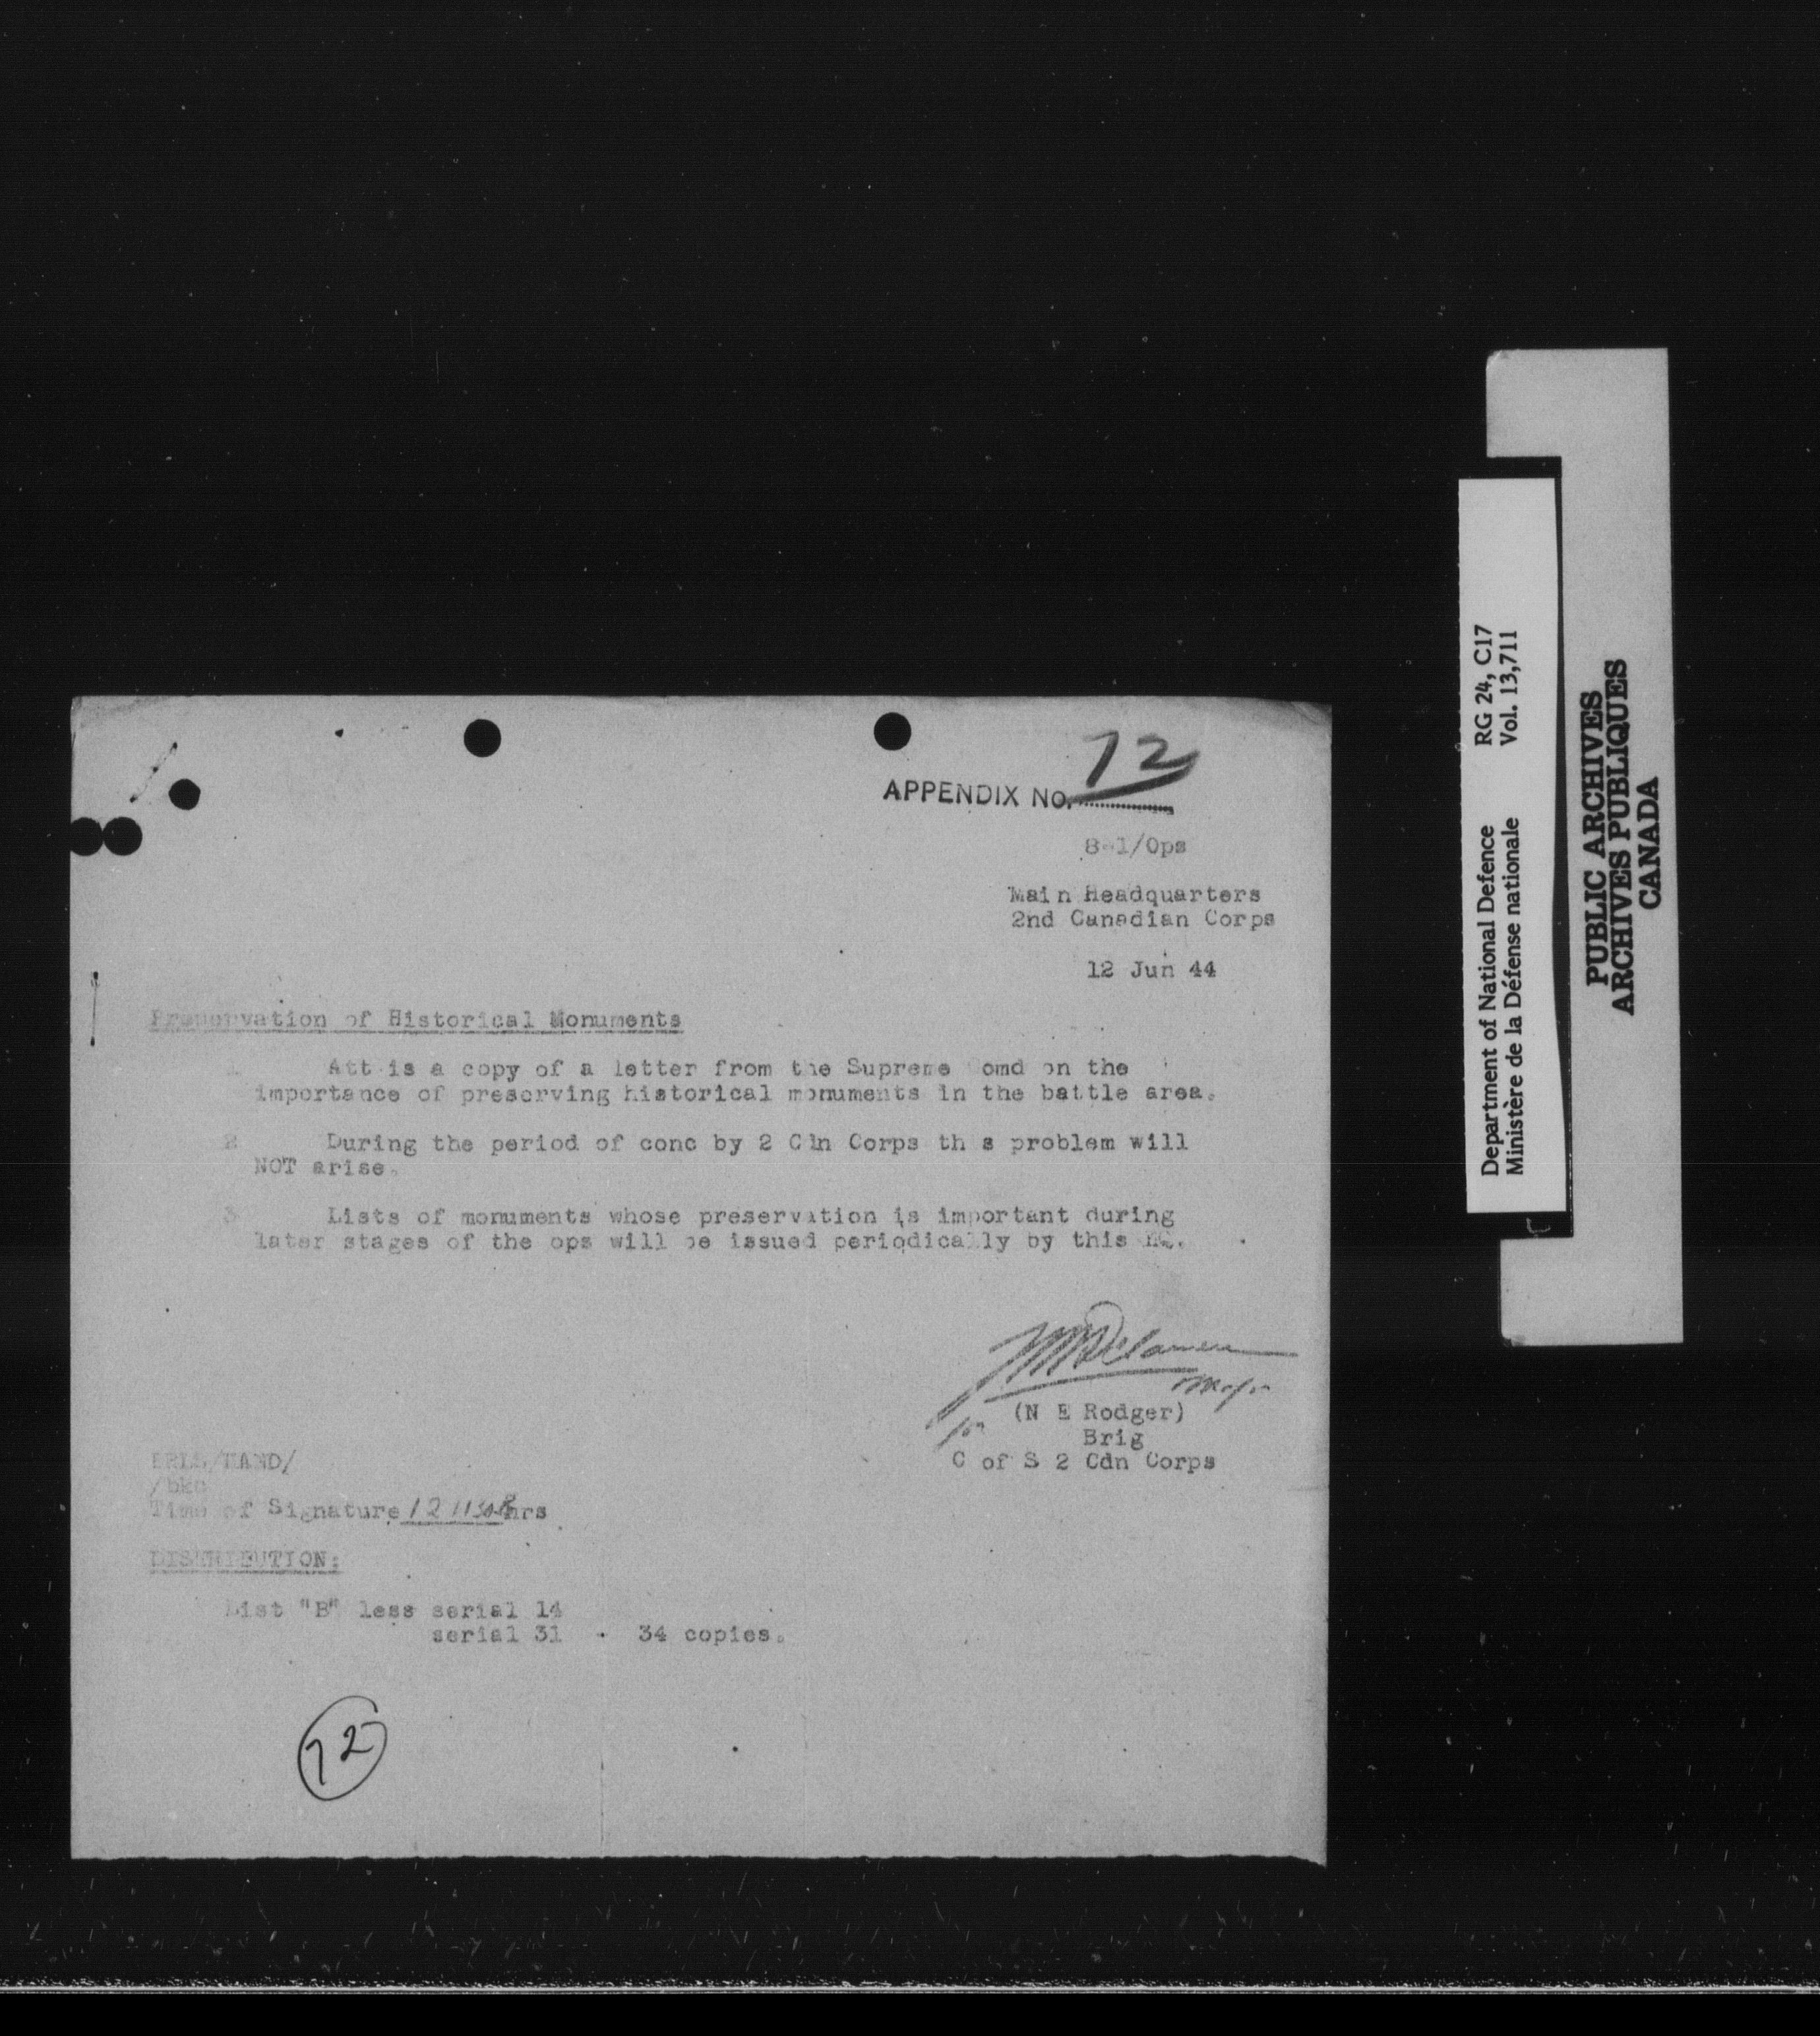 APPENDIX No. 72
8-1/Ops
Main Headquarters
2nd Canadian Corps
12 Jun 44
Preservation of Historical Monuments
1. Att is a copy of a letter from the Supreme Comd on the
importance of preserving historical monuments in the battle area.
2. During the period of conc by 2 Cdn Corps this problem will
NOT arise.
3. Lists of monuments whose preservation is important during
later stages of the ops will be issued periodically by this HQ.
for
(N E Rodger)
Brig
C of S 2 Cdn Corps
Time of Signature hrs
DISTRIBUTION:
List "B" less serial 14
serial 31 - 34 copies.
72
Department of National Defence RG 24, C17
Ministère de la Défense nationale Vol. 13,711
PUBLIC ARCHIVES
ARCHIVES PUBLIQUES
CANADA